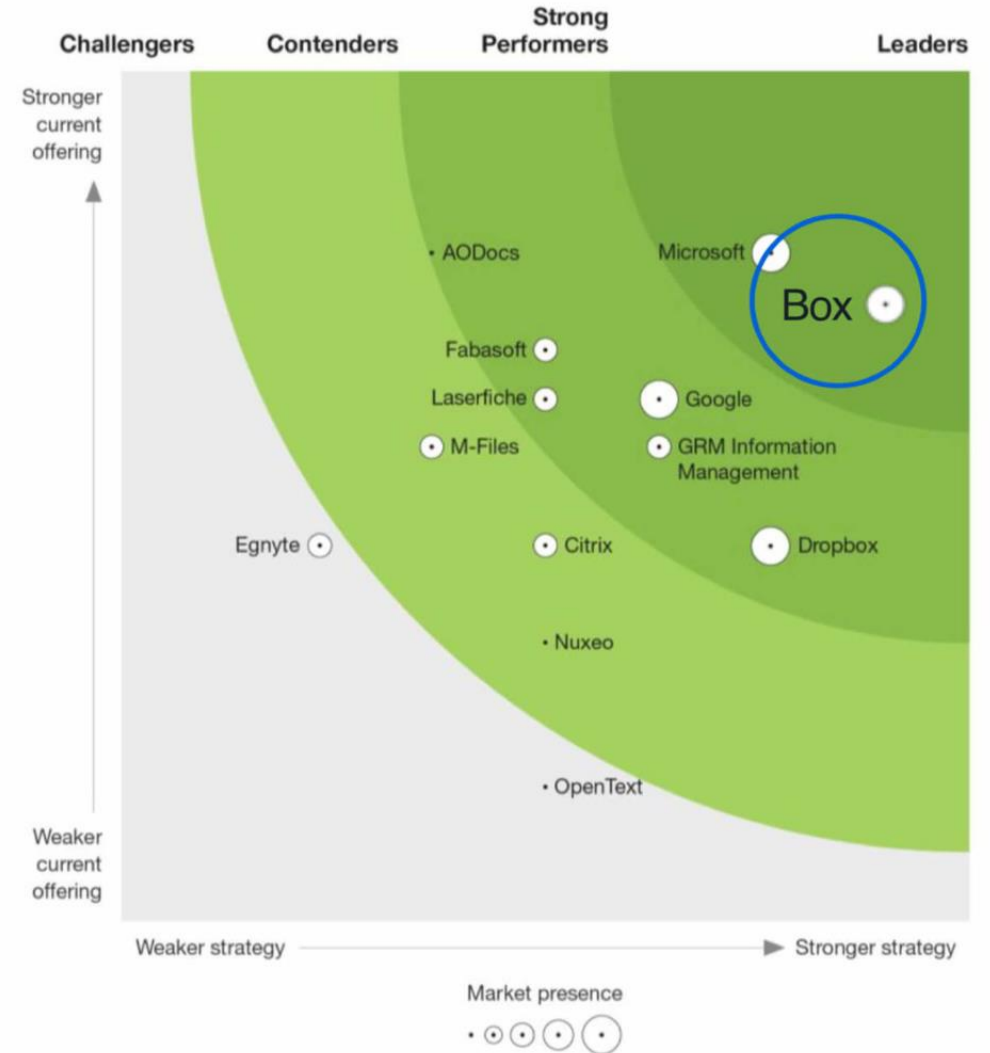 Strong
Challengers Contenders Performers Leaders
Stronger
current
offering
AODocs
Microsoft
Box
Fabasoft
Laserfiche
Google
M-Files
GRM Information
Management
Egnyte
Citrix
Dropbox
Nuxeo
OpenText
Weaker
current
offering
Weaker strategy
Stronger strategy
Market presence